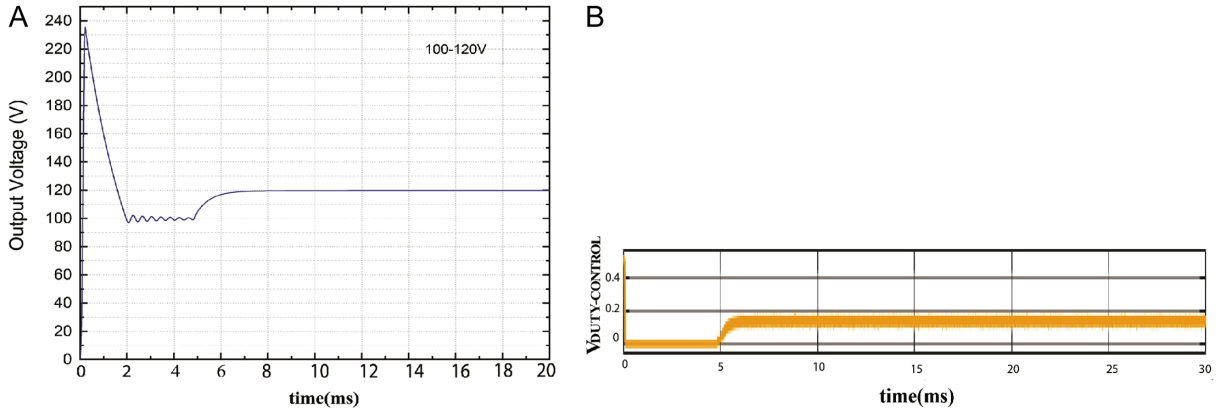 A
Output Voltage (V)
240
220
200
180
160
140
120
100
80
60
40
20
0
100-120V
0 2 4 6 8 10 12 14 16 18 20
time(ms)
B
VDUTY-CONTROL
0.4
0.2
0
0 5 10 15 20 25 30
time(ms)